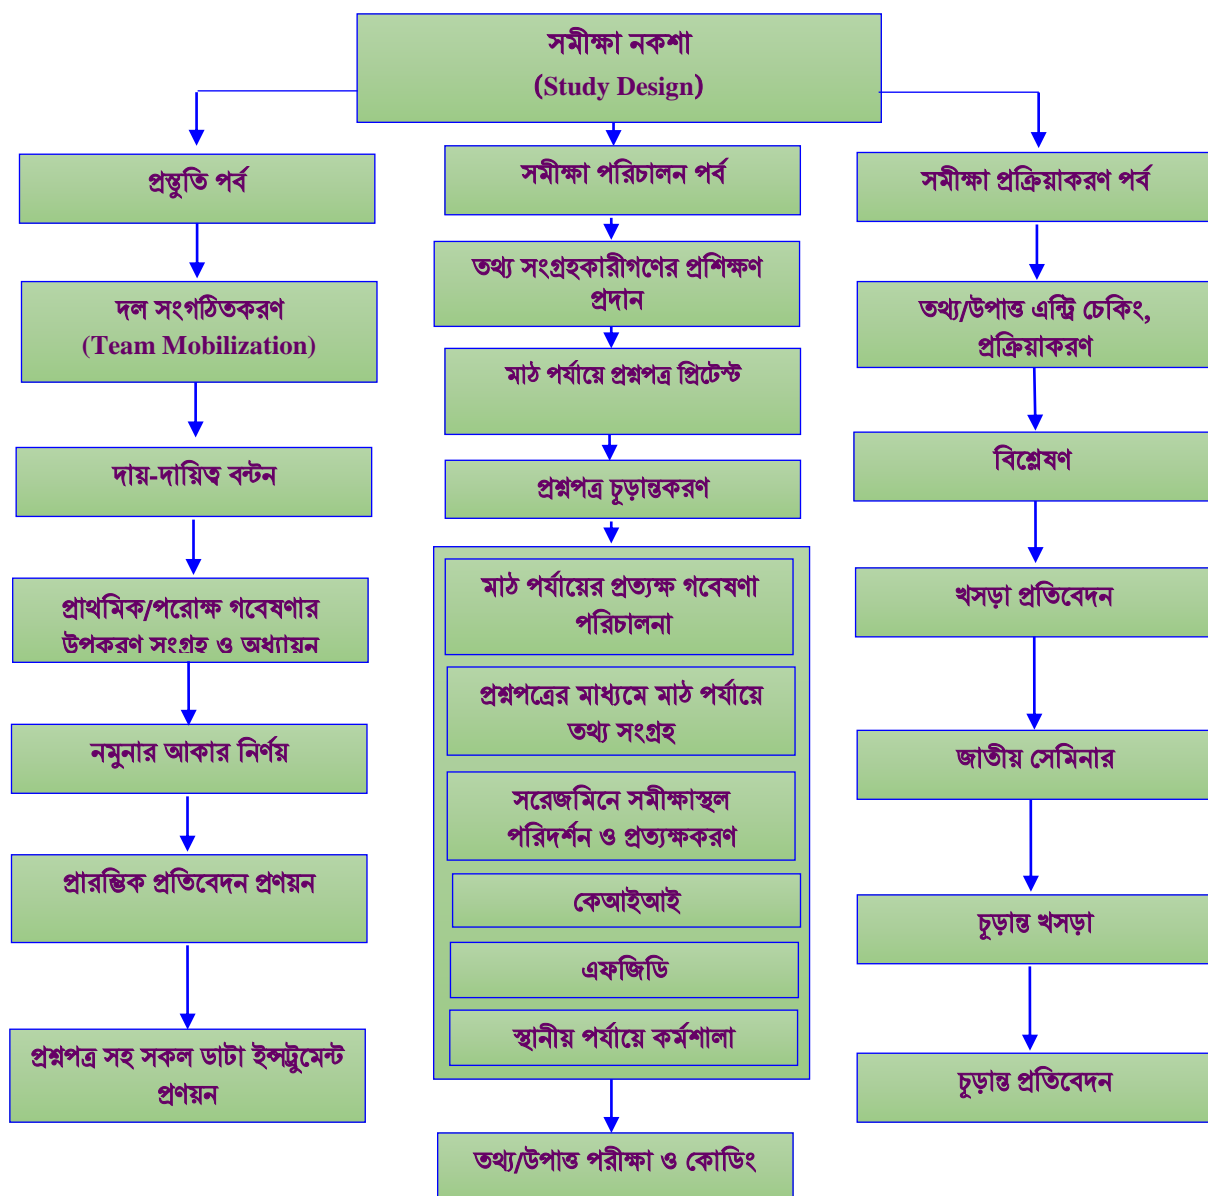 সমীক্ষা নকশা
(Study Design)
প্রস্তুতি পর্ব
দল সংগঠিতকরণ
(Team Mobilization)
দায়-দায়িত্ব বন্টন
প্রাথমিক/পরোক্ষ গবেষণার
উপকরণ সংগ্রহ ও অধ্যায়ন
নমুনার আকার নির্ণয়
প্রারম্ভিক প্রতিবেদন প্রণয়ন
প্রশ্নপত্র সহ সকল ডাটা ইন্সট্রুমেন্ট
প্রণয়ন
সমীক্ষা পরিচালন পর্ব
তথ্য সংগ্রহকারীগণের প্রশিক্ষণ
প্রদান
মাঠ পর্যায়ে প্রশ্নপত্র প্রিটেস্ট
প্রশ্নপত্র চূড়ান্তকরণ
মাঠ পর্যায়ের প্রত্যক্ষ গবেষণা
পরিচালনা
প্রশ্নপত্রের মাধ্যমে মাঠ পর্যায়ে
তথ্য সংগ্রহ
সরেজমিনে সমীক্ষাস্থল
পরিদর্শন ও প্রত্যক্ষকরণ
কেআইআই
এফজিডি
স্থানীয় পর্যায়ে কর্মশালা
তথ্য/উপাত্ত পরীক্ষা ও কোডিং
সমীক্ষা প্রক্রিয়াকরণ পর্ব
তথ্য/উপাত্ত এন্ট্রি চেকিং,
প্রক্রিয়াকরণ
বিশ্লেষণ
খসড়া প্রতিবেদন
জাতীয় সেমিনার
চূড়ান্ত খসড়া
চূড়ান্ত প্রতিবেদন